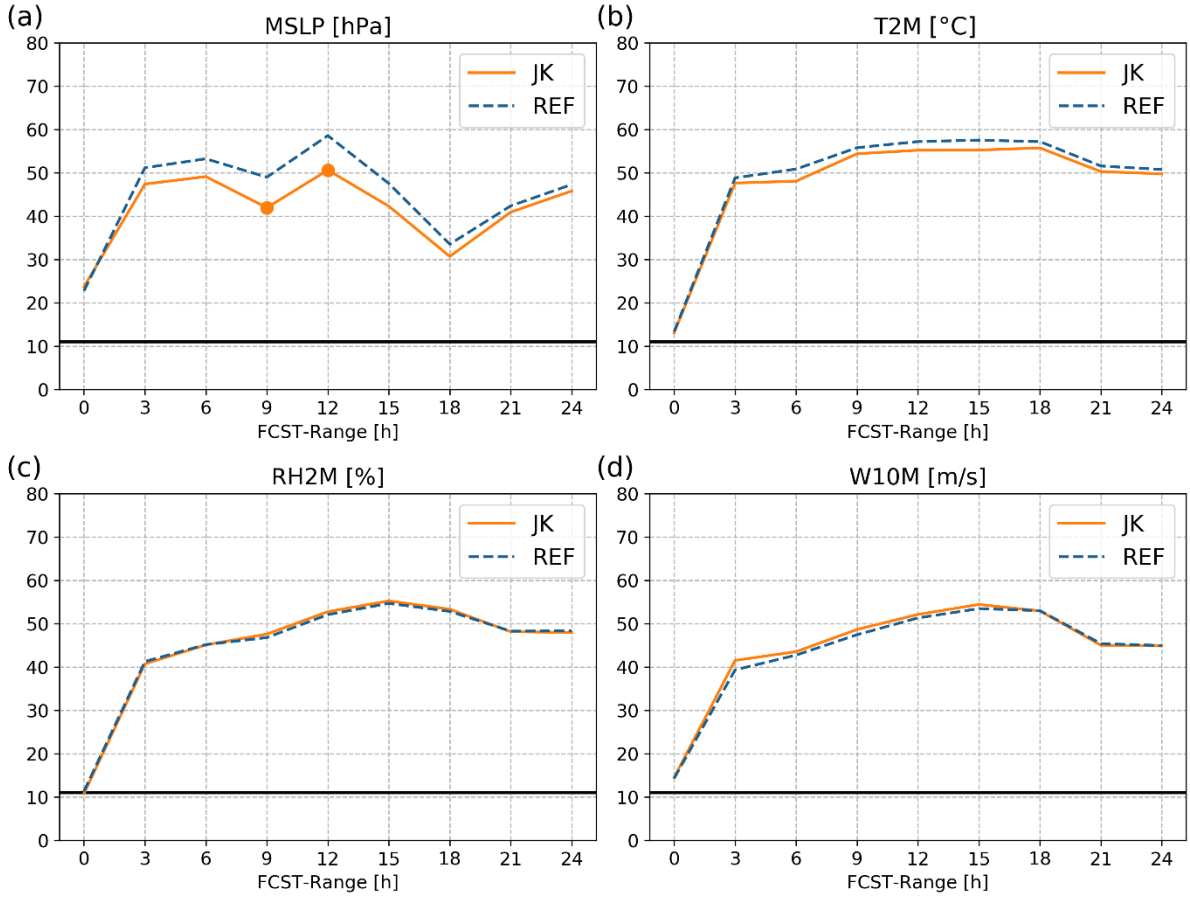 (a)
MSLP [hPa]
80
70
60
50
40
30
20
10
0
JK
REF
0 3 6 9 12 15 18 21 24
FCST-Range [h]
(b)
T2M [°C]
80
70
60
50
40
30
20
10
0
JK
REF
0 3 6 9 12 15 18 21 24
FCST-Range [h]
(c)
RH2M [%]
80
70
60
50
40
30
20
10
0
JK
REF
0 3 6 9 12 15 18 21 24
FCST-Range [h]
(d)
W10M [m/s]
80
70
60
50
40
30
20
10
0
JK
REF
0 3 6 9 12 15 18 21 24
FCST-Range [h]